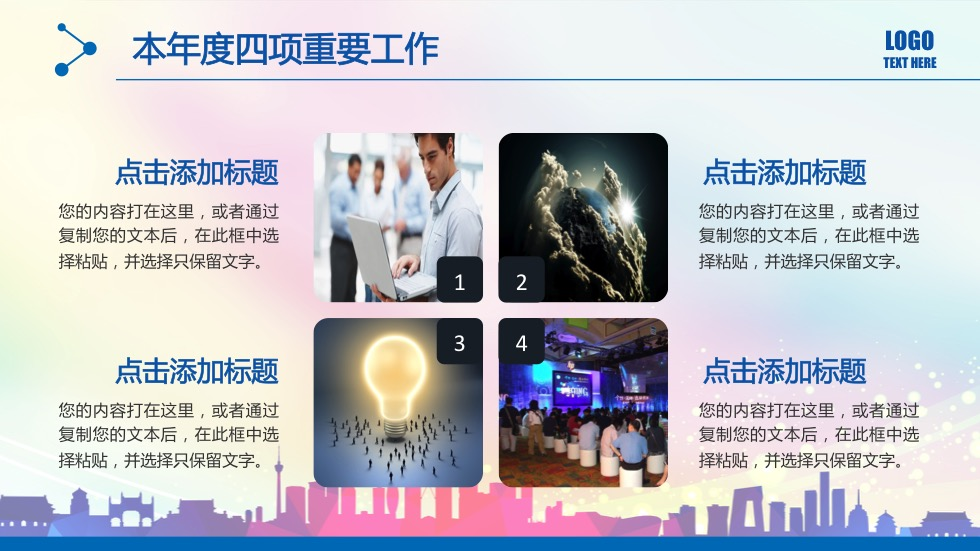 本年度四项重要工作
LOGO
TEXT HERE
点击添加标题
您的内容打在这里，或者通过
复制您的文本后，在此框中选
择粘贴，并选择只保留文字。
1
2
点击添加标题
您的内容打在这里，或者通过
复制您的文本后，在此框中选
择粘贴，并选择只保留文字。
点击添加标题
您的内容打在这里，或者通过
复制您的文本后，在此框中选
择粘贴，并选择只保留文字。
3
4
点击添加标题
您的内容打在这里，或者通过
复制您的文本后，在此框中选
择粘贴，并选择只保留文字。